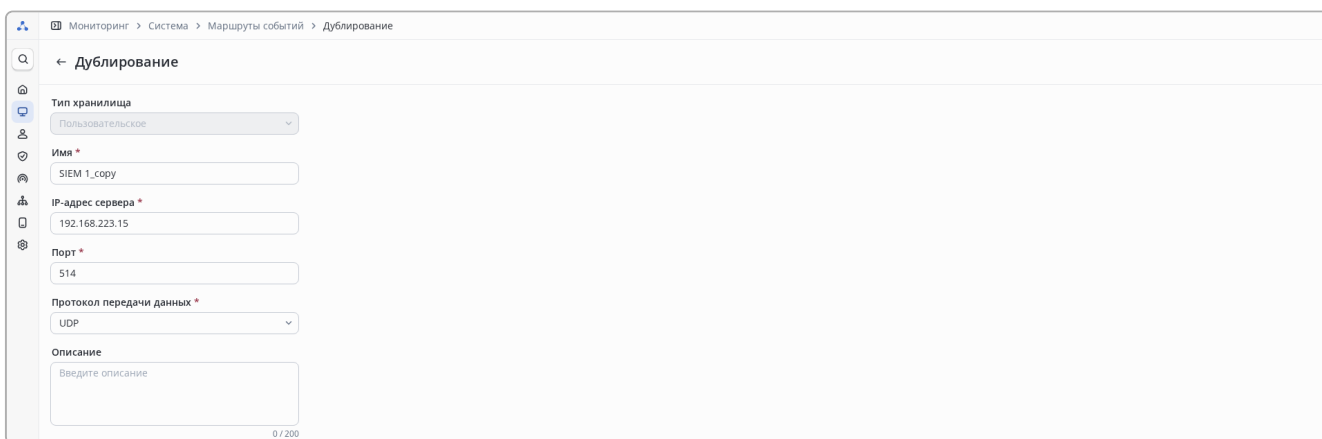 Мониторинг > Система > Маршруты событий > Дублирование
← Дублирование
Тип хранилища
Пользовательское
Имя *
SIEM 1_copy
IP-адрес сервера *
192.168.223.15
Порт *
514
Протокол передачи данных *
UDP
Описание
Введите описание
0 / 200